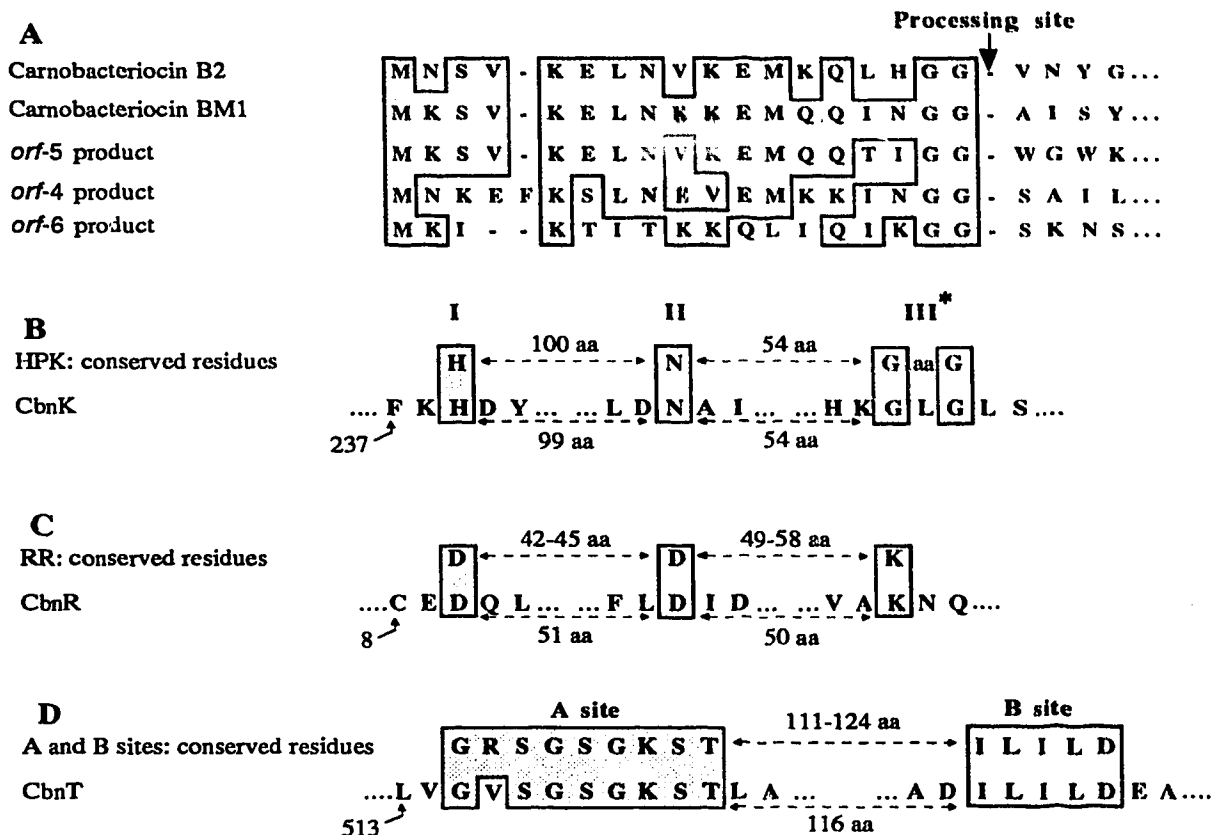 A
Processing site
Carnobacteriocin B2 M N S V - K E L N V K E M K Q L H G G - V N Y G...
Carnobacteriocin BM1 M K S V - K E L N K K E M Q Q I N G G - A I S Y...
orf-5 product M K S V - K E L N V K E M Q Q T I G G - W G W K...
orf-4 product M N K E F K S L N E V E M K K I N G G - S A I L...
orf-6 product M K I - - K T I T K K Q L I Q I K G G - S K N S...
B
I II III*
HPK: conserved residues H 100 aa N 54 aa G aa G
CbnK .... F K H D Y... ...L D N A I... ...H K G L G L S....
237 99 aa 54 aa
C
RR: conserved residues D 42-45 aa D 49-58 aa K
CbnR ....C E D Q L... ...F L D I D... ...V A K N Q....
8 51 aa 50 aa
D
A site 111-124 aa B site
A and B sites: conserved residues G R S G S G K S T I L I L D
CbnT ....L V G V S G S G K S T L A... ...A D I L I L D E A....
513 116 aa